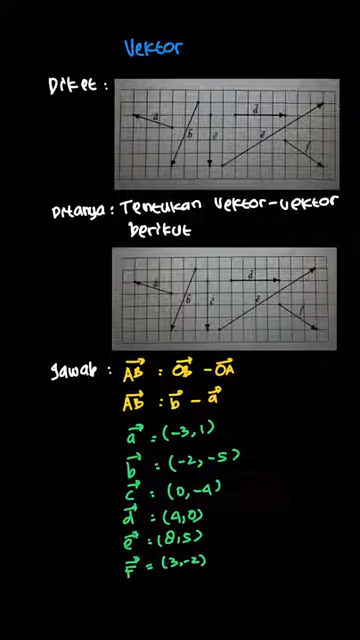 Vektor
Diket :
a
b
c
d
e
f
Ditanya : Tentukan vektor-vektor
berikut
a
b
c
d
e
f
Jawab : AB⃗ : OB⃗ - OA⃗
AB⃗ : b⃗ - a⃗
a⃗ = (-3, 1)
b⃗ = (-2, -5)
c⃗ = (0, -4)
d⃗ = (4, 0)
e⃗ = (8, 5)
F⃗ = (3, -2)